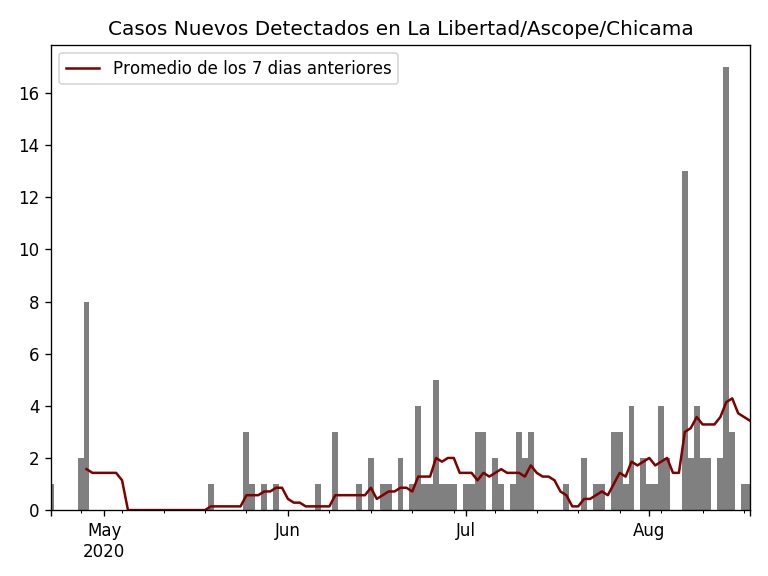 Casos Nuevos Detectados en La Libertad/Ascope/Chicama
Promedio de los 7 dias anteriores
16
14
12
10
8
6
4
2
0
May
2020
Jun
Jul
Aug